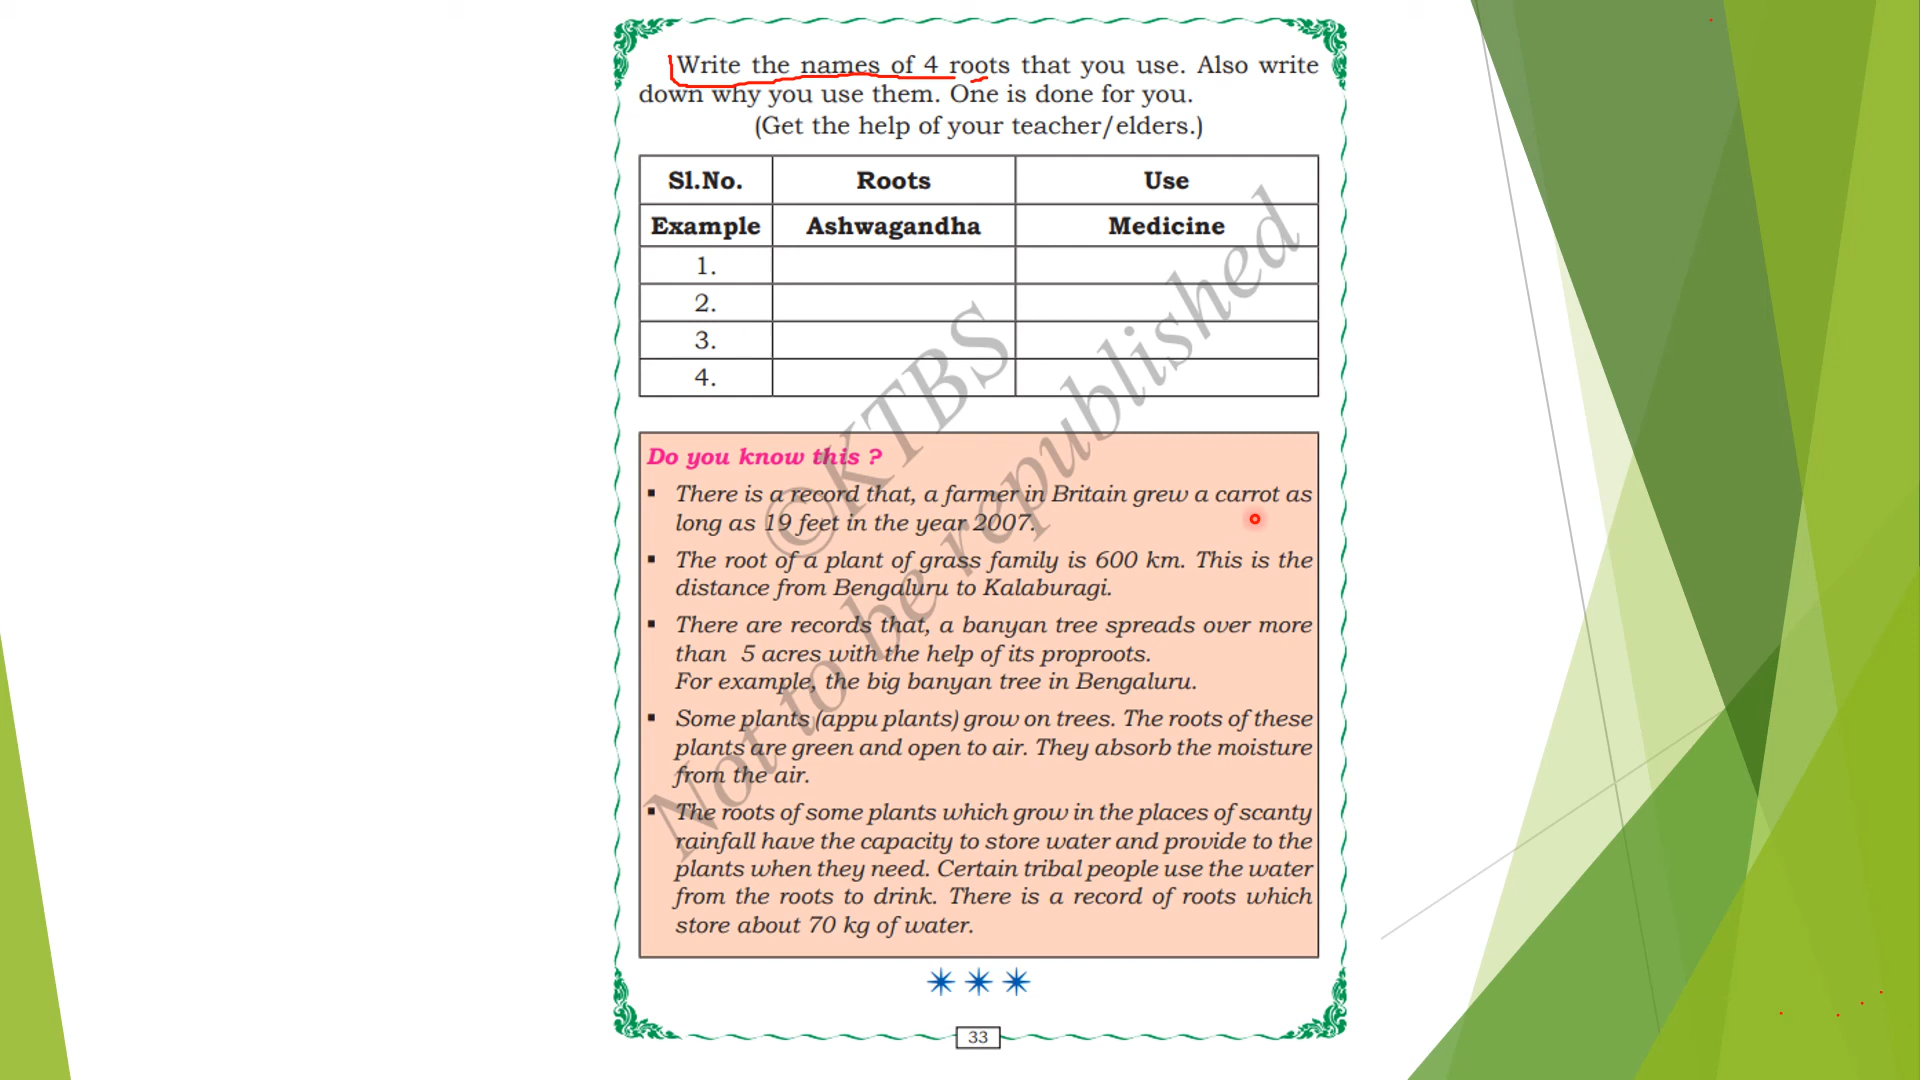 Write the names of 4 roots that you use. Also write
down why you use them. One is done for you.
(Get the help of your teacher/elders.)
Sl.No. Roots Use
Example Ashwagandha Medicine
1.
2.
3.
4.
Do you know this ?
▪ There is a record that, a farmer in Britain grew a carrot as
long as 19 feet in the year 2007.
▪ The root of a plant of grass family is 600 km. This is the
distance from Bengaluru to Kalaburagi.
▪ There are records that, a banyan tree spreads over more
than 5 acres with the help of its proproots.
For example, the big banyan tree in Bengaluru.
▪ Some plants (appu plants) grow on trees. The roots of these
plants are green and open to air. They absorb the moisture
from the air.
▪ The roots of some plants which grow in the places of scanty
rainfall have the capacity to store water and provide to the
plants when they need. Certain tribal people use the water
from the roots to drink. There is a record of roots which
store about 70 kg of water.
33
©KTBS
Not to be republished